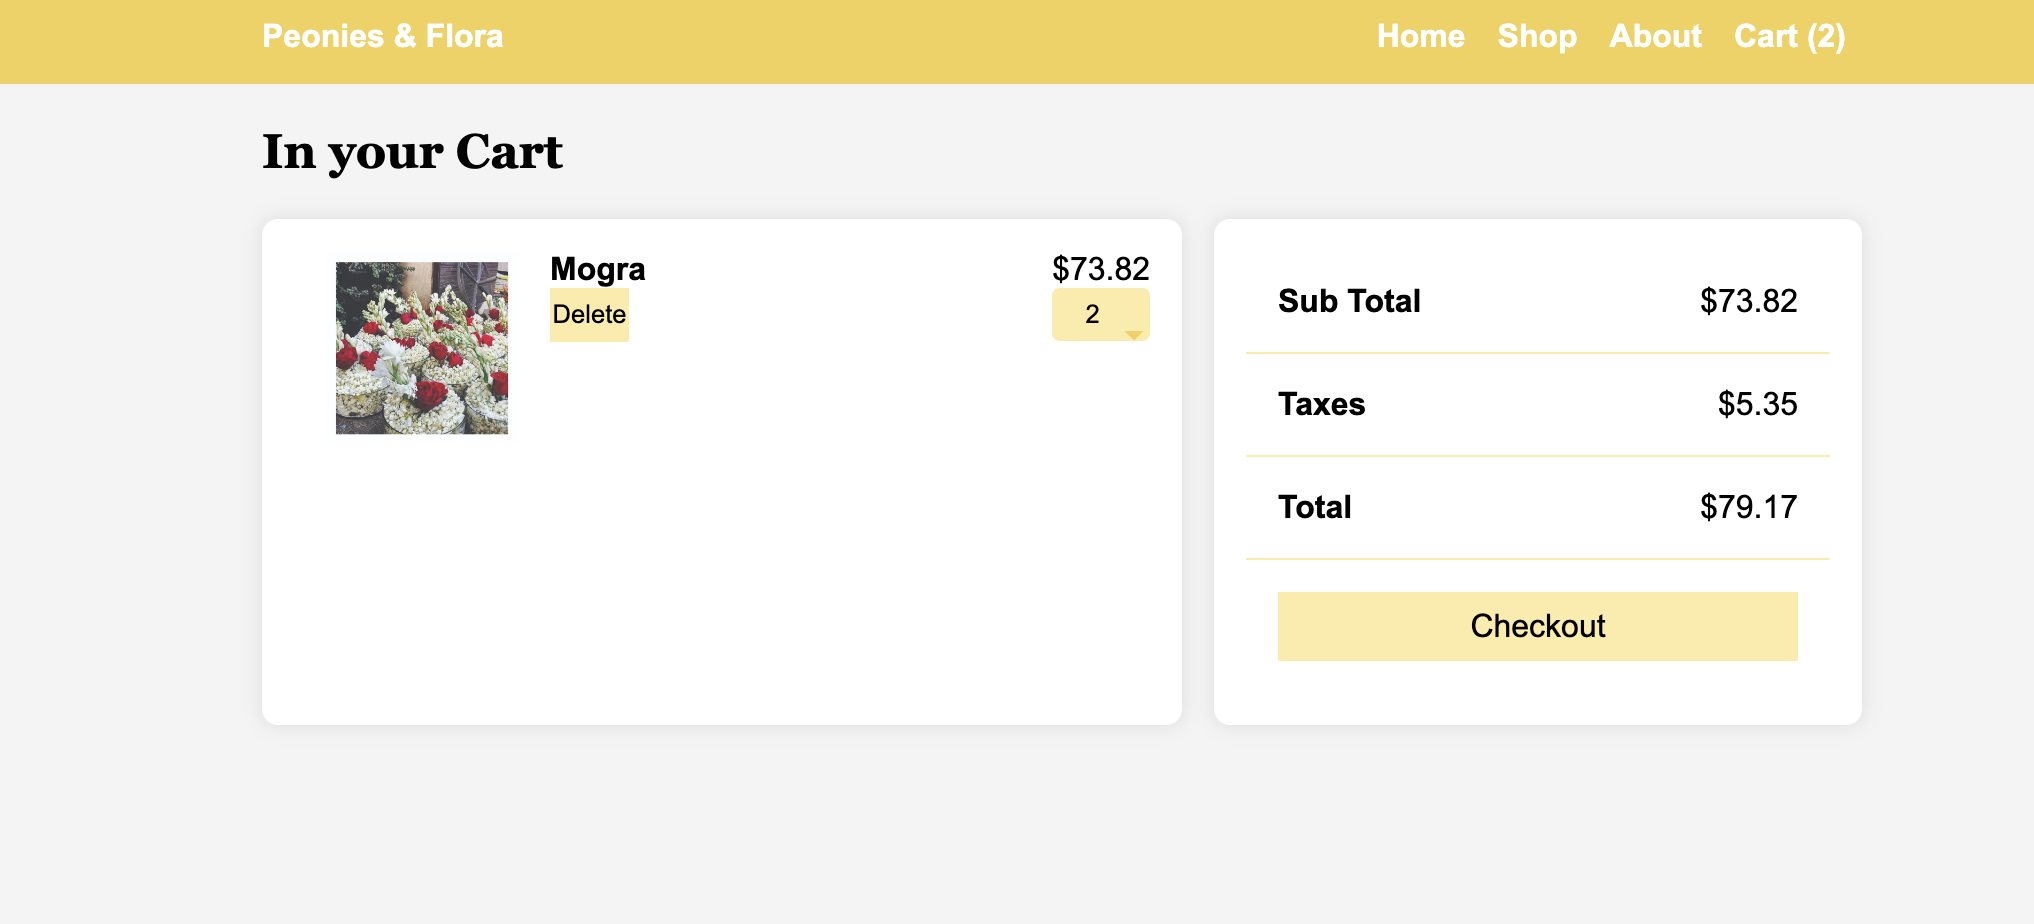 Peonies & Flora
Home Shop About Cart (2)
In your Cart
Mogra
$73.82
Delete
2
Sub Total $73.82
Taxes $5.35
Total $79.17
Checkout